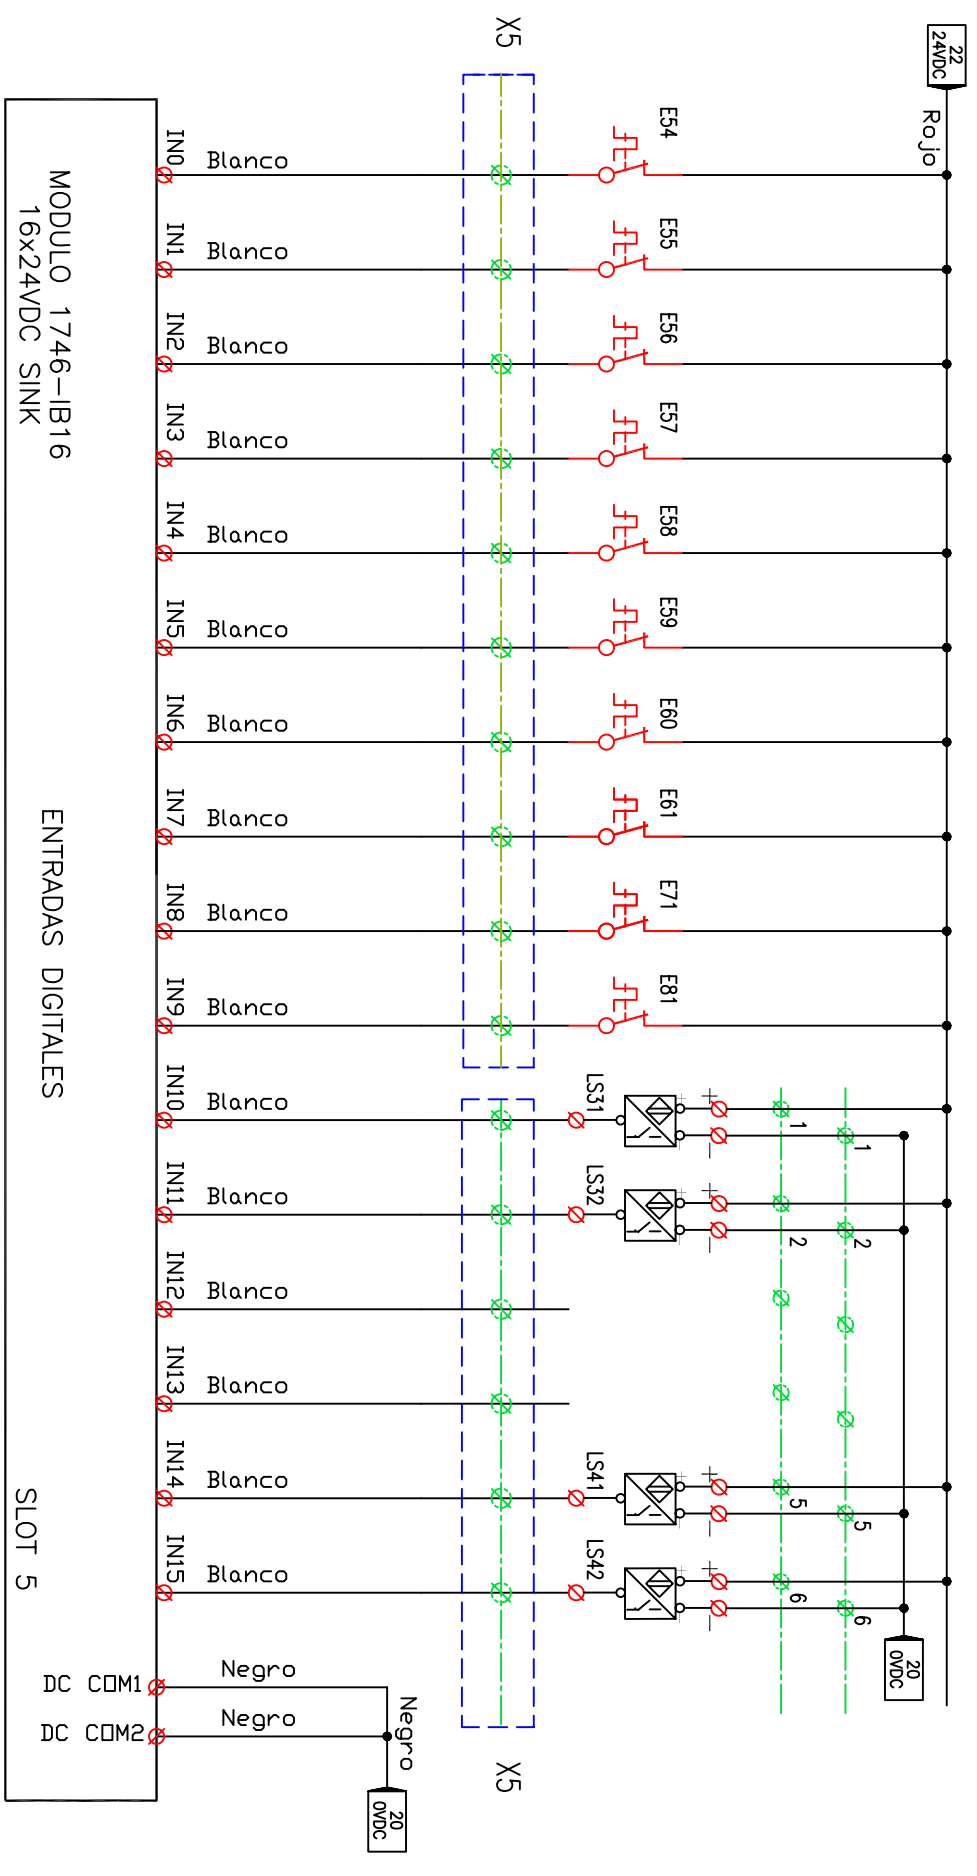 22
24VDC
Rojo
X5
E54
E55
E56
E57
E58
E59
E60
E61
E71
E81
LS31
LS32
LS41
LS42
+
-
+
-
+
-
+
-
1
1
2
2
5
5
6
6
20
0VDC
IN0 Blanco
IN1 Blanco
IN2 Blanco
IN3 Blanco
IN4 Blanco
IN5 Blanco
IN6 Blanco
IN7 Blanco
IN8 Blanco
IN9 Blanco
IN10 Blanco
IN11 Blanco
IN12 Blanco
IN13 Blanco
IN14 Blanco
IN15 Blanco
X5
DC COM1 Negro
DC COM2 Negro
Negro
20
0VDC
MODULO 1746-IB16
16x24VDC SINK
ENTRADAS DIGITALES
SLOT 5